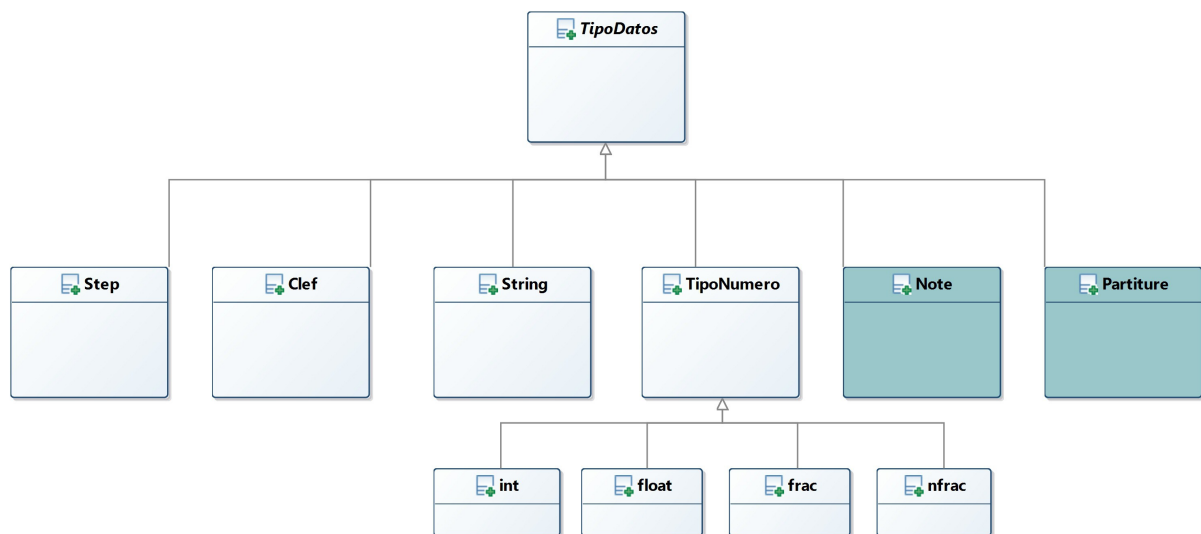 TipoDatos
Step
Clef
String
TipoNumero
Note
Partiture
int
float
frac
nfrac